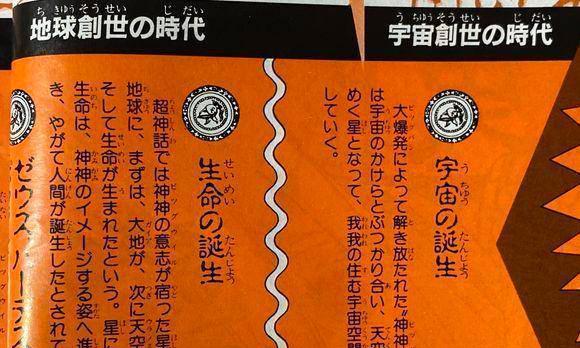 宇宙創世の時代
宇宙の誕生
大爆発によって解き放たれた“神神
は宇宙のかけらとぶつかり合い、天空
めく星となって、我我の住む宇宙空間
していく。
地球創世の時代
生命の誕生
超神話では神神の意志が宿った星
地球に、まずは、大地が、次に天空
そして生命が生まれたという。星に
生命は、神神のイメージする姿へ進
き、やがて人間が誕生したとされて
ゼウス